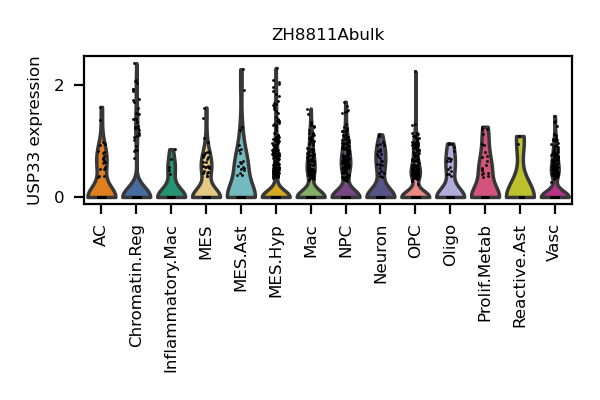 ZH8811Abulk
USP33 expression
2
0
AC
Chromatin.Reg
Inflammatory.Mac
MES
MES.Ast
MES.Hyp
Mac
NPC
Neuron
OPC
Oligo
Prolif.Metab
Reactive.Ast
Vasc